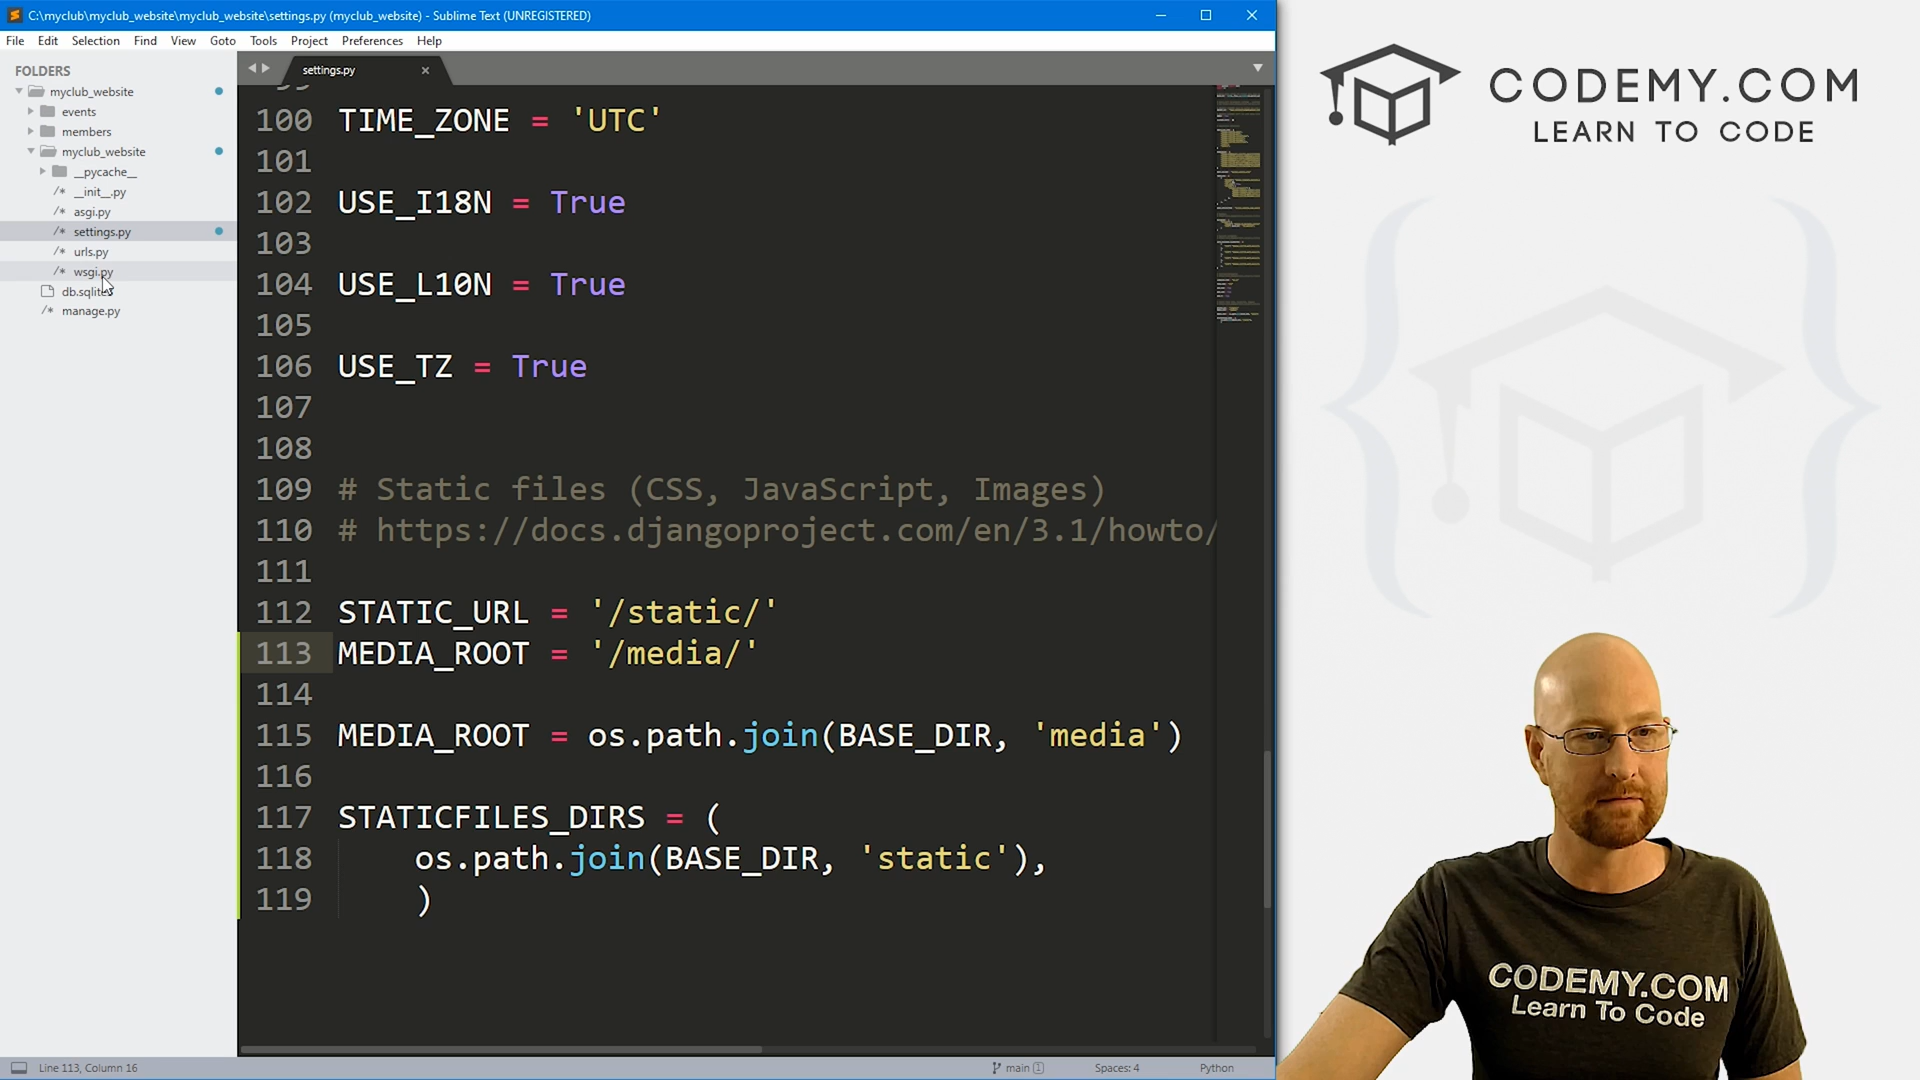 C:\myclub\myclub_website\myclub_website\settings.py (myclub_website) - Sublime Text (UNREGISTERED)
File Edit Selection Find View Goto Tools Project Preferences Help
FOLDERS
myclub_website
events
members
myclub_website
__pycache__
/* __init__.py
/* asgi.py
/* settings.py
/* urls.py
/* wsgi.py
/* manage.py
settings.py
100 TIME_ZONE = 'UTC'
101
102 USE_I18N = True
103
104 USE_L10N = True
105
106 USE_TZ = True
107
108
109 # Static files (CSS, JavaScript, Images)
110 # https://docs.djangoproject.com/en/3.1/howto/
111
112 STATIC_URL = '/static/'
113 MEDIA_ROOT = '/media/'
114
115 MEDIA_ROOT = os.path.join(BASE_DIR, 'media')
116
117 STATICFILES_DIRS = (
118 os.path.join(BASE_DIR, 'static'),
119 )
Line 113, Column 16
main 1
Spaces: 4
Python
CODEMY.COM
LEARN TO CODE
CODEMY.COM
Learn To Code